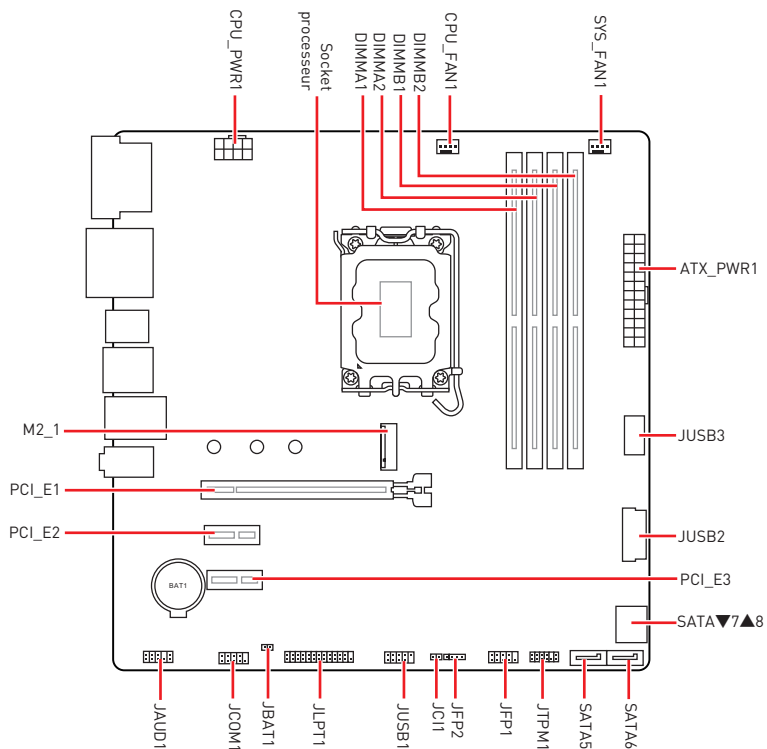 CPU_PWR1
Socket
processeur
DIMMA1
DIMMA2
DIMMB1
DIMMB2
CPU_FAN1
SYS_FAN1
ATX_PWR1
M2_1
JUSB3
PCI_E1
PCI_E2
JUSB2
PCI_E3
BAT1
SATA▼7▲8
JAUD1
JCOM1
JBAT1
JLPT1
JUSB1
JCI1
JFP2
JFP1
JTPM1
SATA5
SATA6